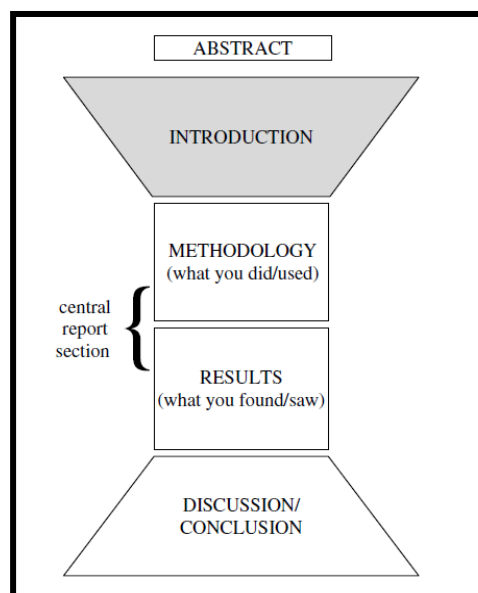 ABSTRACT
INTRODUCTION
METHODOLOGY
(what you did/used)
central
report
section
RESULTS
(what you found/saw)
DISCUSSION/
CONCLUSION